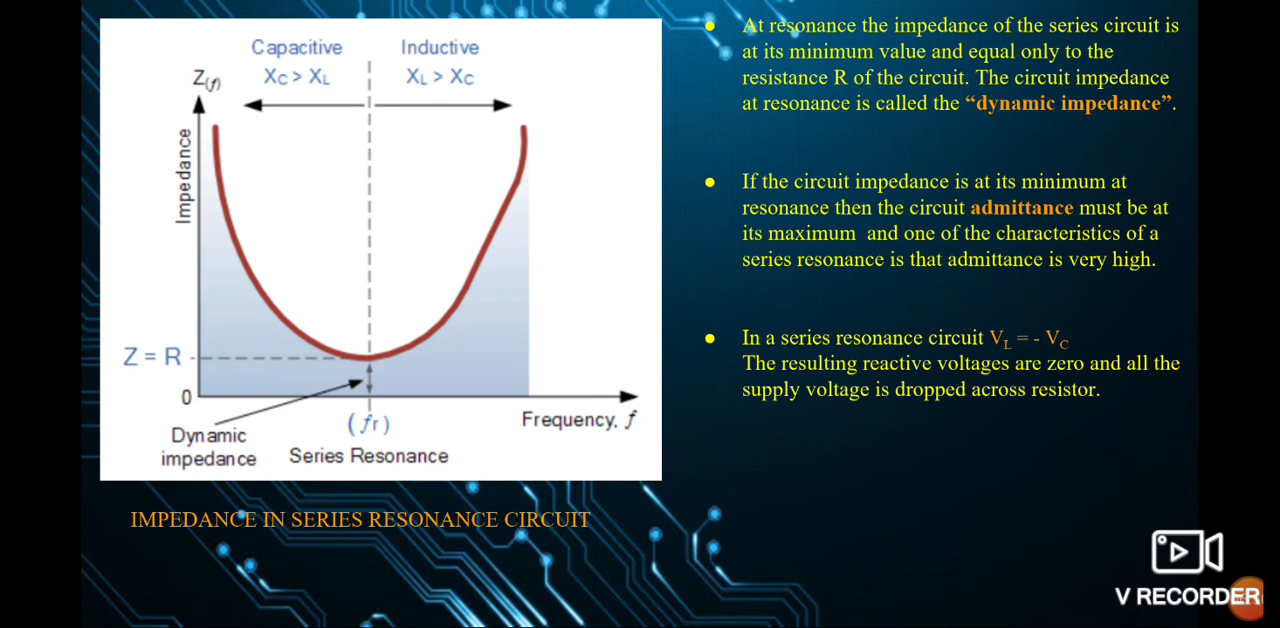 Capacitive
XC > XL
Inductive
XL > XC
Z(f)
Impedance
Z = R
0
Dynamic
impedance
(fr)
Series Resonance
Frequency, f
IMPEDANCE IN SERIES RESONANCE CIRCUIT
• At resonance the impedance of the series circuit is
at its minimum value and equal only to the
resistance R of the circuit. The circuit impedance
at resonance is called the “dynamic impedance”.
• If the circuit impedance is at its minimum at
resonance then the circuit admittance must be at
its maximum and one of the characteristics of a
series resonance is that admittance is very high.
• In a series resonance circuit VL = - VC
The resulting reactive voltages are zero and all the
supply voltage is dropped across resistor.
V RECORDER